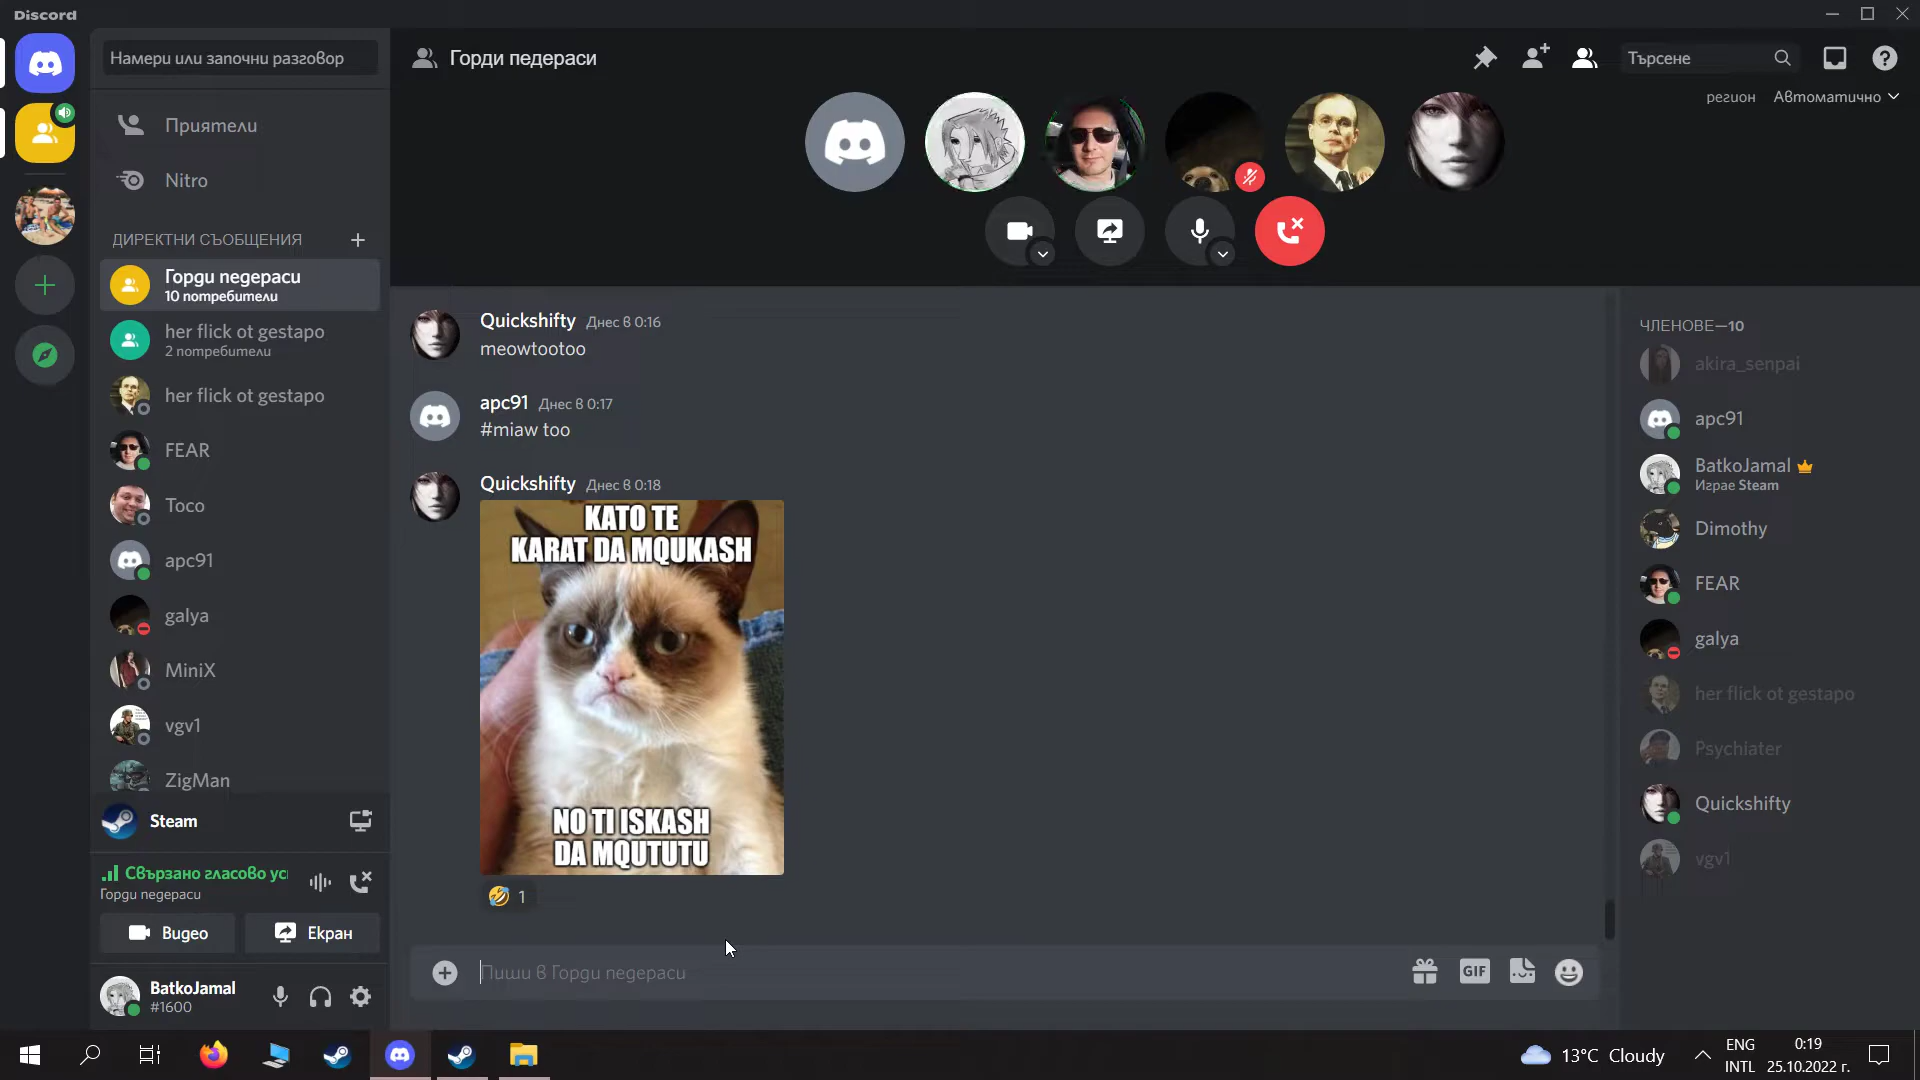 Discord
Намери или започни разговор
Приятели
Nitro
ДИРЕКТНИ СЪОБЩЕНИЯ
Горди педераси
10 потребители
her flick ot gestapo
2 потребители
her flick ot gestapo
FEAR
Тосо
apc91
galya
MiniX
vgv1
ZigMan
Steam
Свързано гласово ус
Горди педераси
Видео
Екран
BatkoJamal
#1600
Горди педераси
Търсене
регион Автоматично
Quickshifty Днес в 0:16
meowtootoo
apc91 Днес в 0:17
#miaw too
Quickshifty Днес в 0:18
KATO TE
KARAT DA MQUKASH
NO TI ISKASH
DA MQUTUTU
1
Пиши в Горди педераси
GIF
ЧЛЕНОВЕ—10
akira_senpai
apc91
BatkoJamal
Играе Steam
Dimothy
FEAR
galya
her flick ot gestapo
Psychiater
Quickshifty
vgv1
13°C Cloudy
ENG
INTL
0:19
25.10.2022 г.